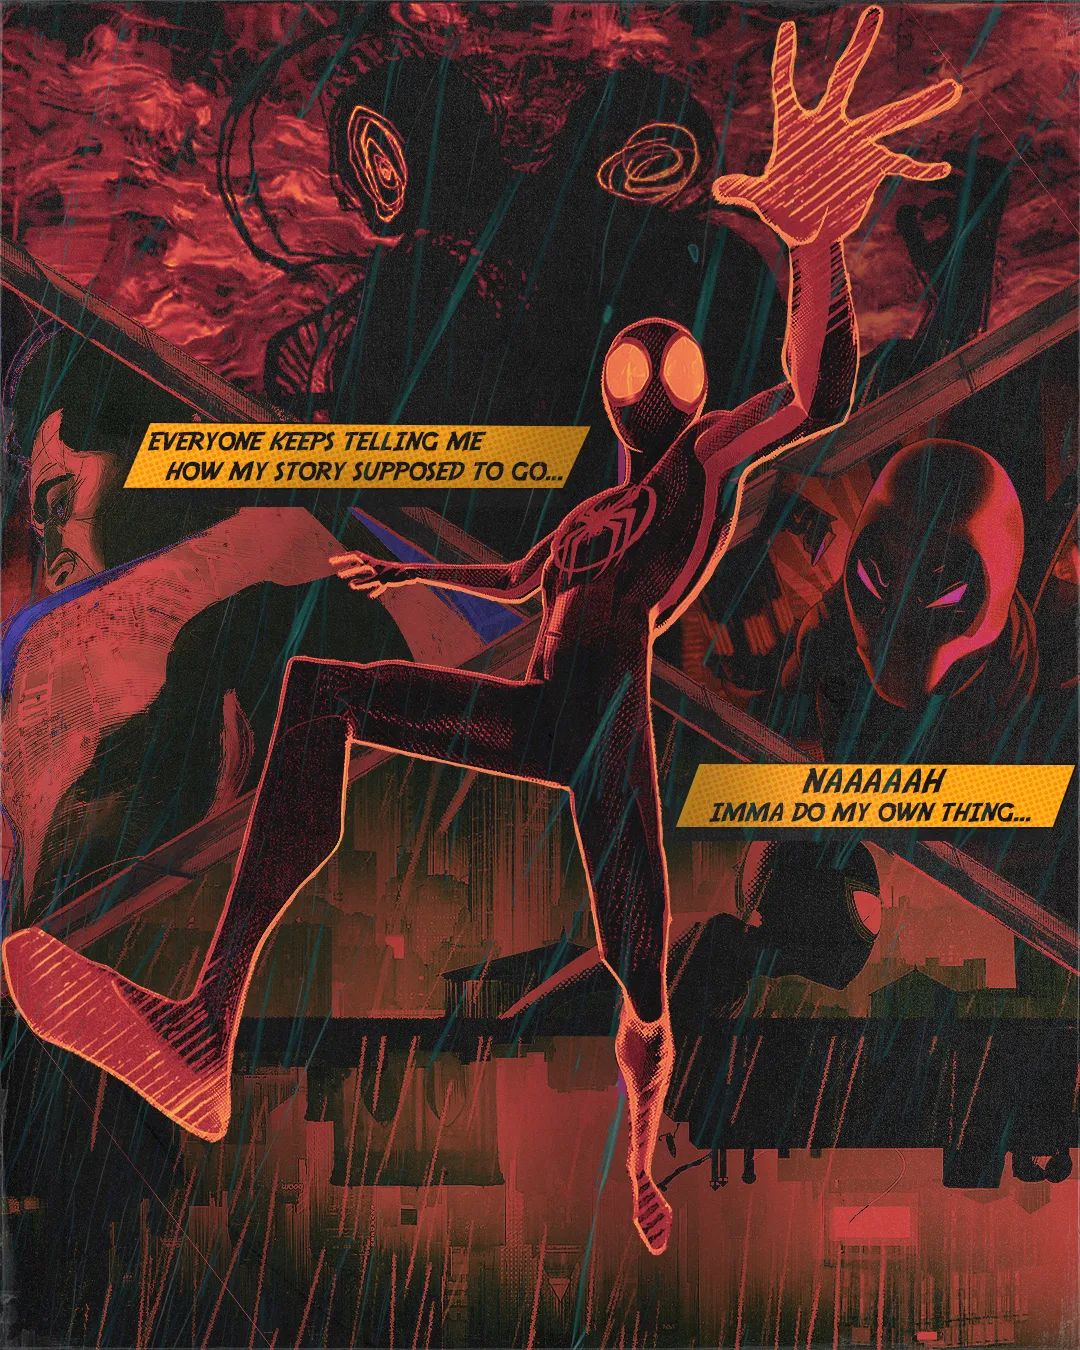 EVERYONE KEEPS TELLING ME
HOW MY STORY SUPPOSED TO GO...
NAAAAAH
IMMA DO MY OWN THING...